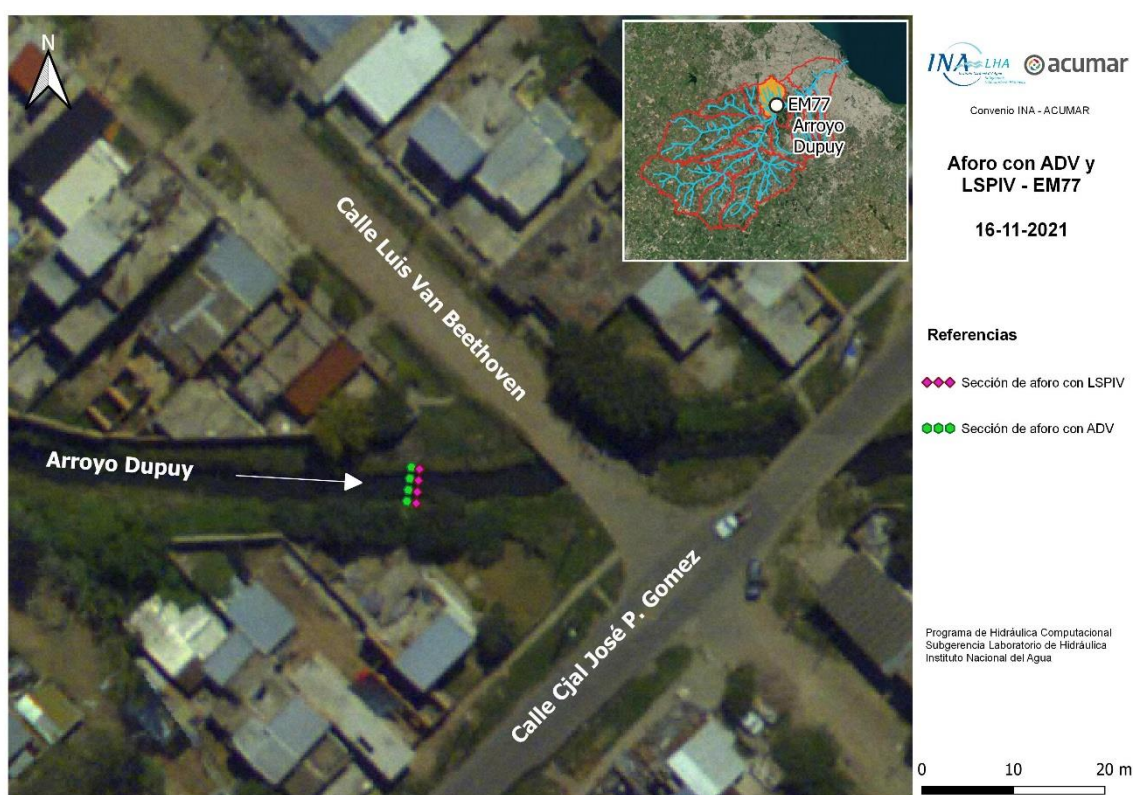 N
EM77
Arroyo
Dupuy
Calle Luis Van Beethoven
Arroyo Dupuy
Calle Cjal José P. Gomez
INA LHA
acumar
Convenio INA - ACUMAR
Aforo con ADV y
LSPIV - EM77
16-11-2021
Referencias
Sección de aforo con LSPIV
Sección de aforo con ADV
Programa de Hidráulica Computacional
Subgerencia Laboratorio de Hidráulica
Instituto Nacional del Agua
0 10 20 m